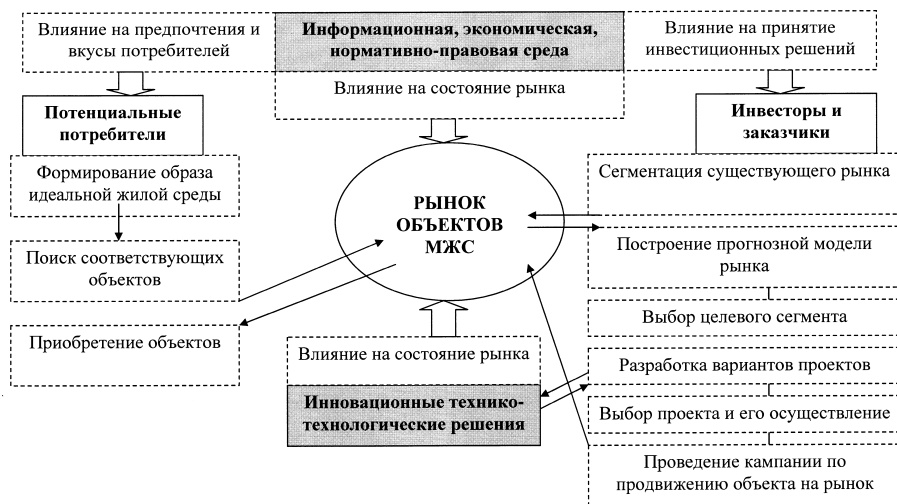 Влияние на предпочтения и
вкусы потребителей
Информационная, экономическая,
нормативно-правовая среда
Влияние на принятие
инвестиционных решений
Влияние на состояние рынка
Потенциальные
потребители
Инвесторы и
заказчики
Формирование образа
идеальной жилой среды
Сегментация существующего рынка
РЫНОК
ОБЪЕКТОВ
МЖС
Поиск соответствующих
объектов
Построение прогнозной модели
рынка
Выбор целевого сегмента
Приобретение объектов
Влияние на состояние рынка
Разработка вариантов проектов
Инновационные технико-
технологические решения
Выбор проекта и его осуществление
Проведение кампании по
продвижению объекта на рынок